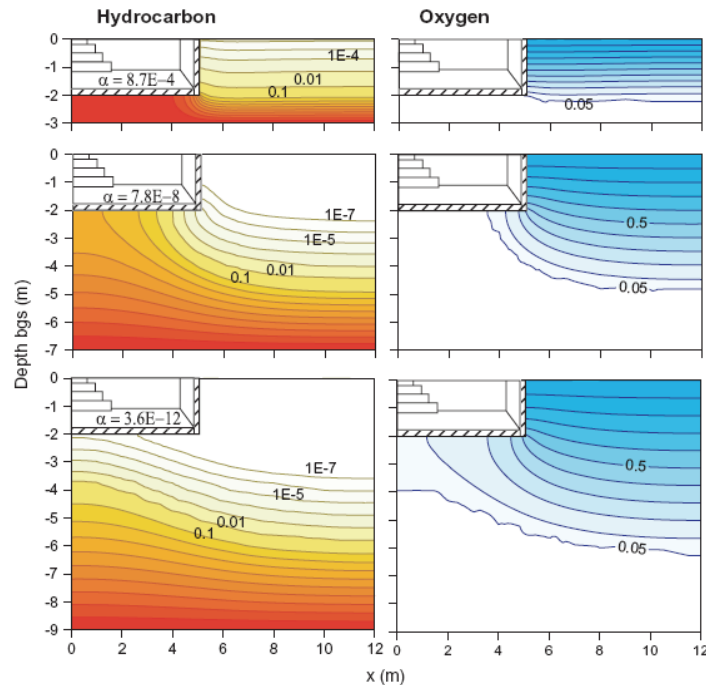 Hydrocarbon Oxygen
0
-1
-2
-3
α = 8.7E−4
1E-4
0.01
0.1
0
-1
-2
-3
0.05
Depth bgs (m)
0
-1
-2
-3
-4
-5
-6
-7
α = 7.8E−8
1E-7
1E-5
0.01
0.1
0.5
0.05
0
-1
-2
-3
-4
-5
-6
-7
-8
-9
α = 3.6E−12
1E-7
1E-5
0.01
0.1
0.5
0.05
0 2 4 6 8 10 12
0 2 4 6 8 10 12
x (m)